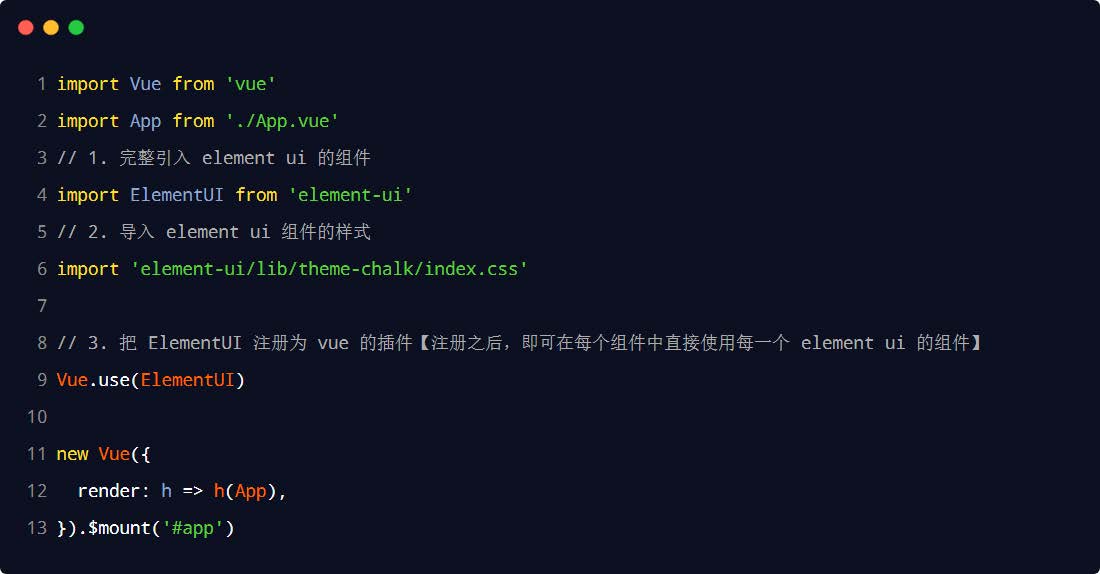 1 import Vue from 'vue'
2 import App from './App.vue'
3 // 1. 完整引入 element ui 的组件
4 import ElementUI from 'element-ui'
5 // 2. 导入 element ui 组件的样式
6 import 'element-ui/lib/theme-chalk/index.css'
7
8 // 3. 把 ElementUI 注册为 vue 的插件【注册之后，即可在每个组件中直接使用每一个 element ui 的组件】
9 Vue.use(ElementUI)
10
11 new Vue({
12   render: h => h(App),
13 }).$mount('#app')